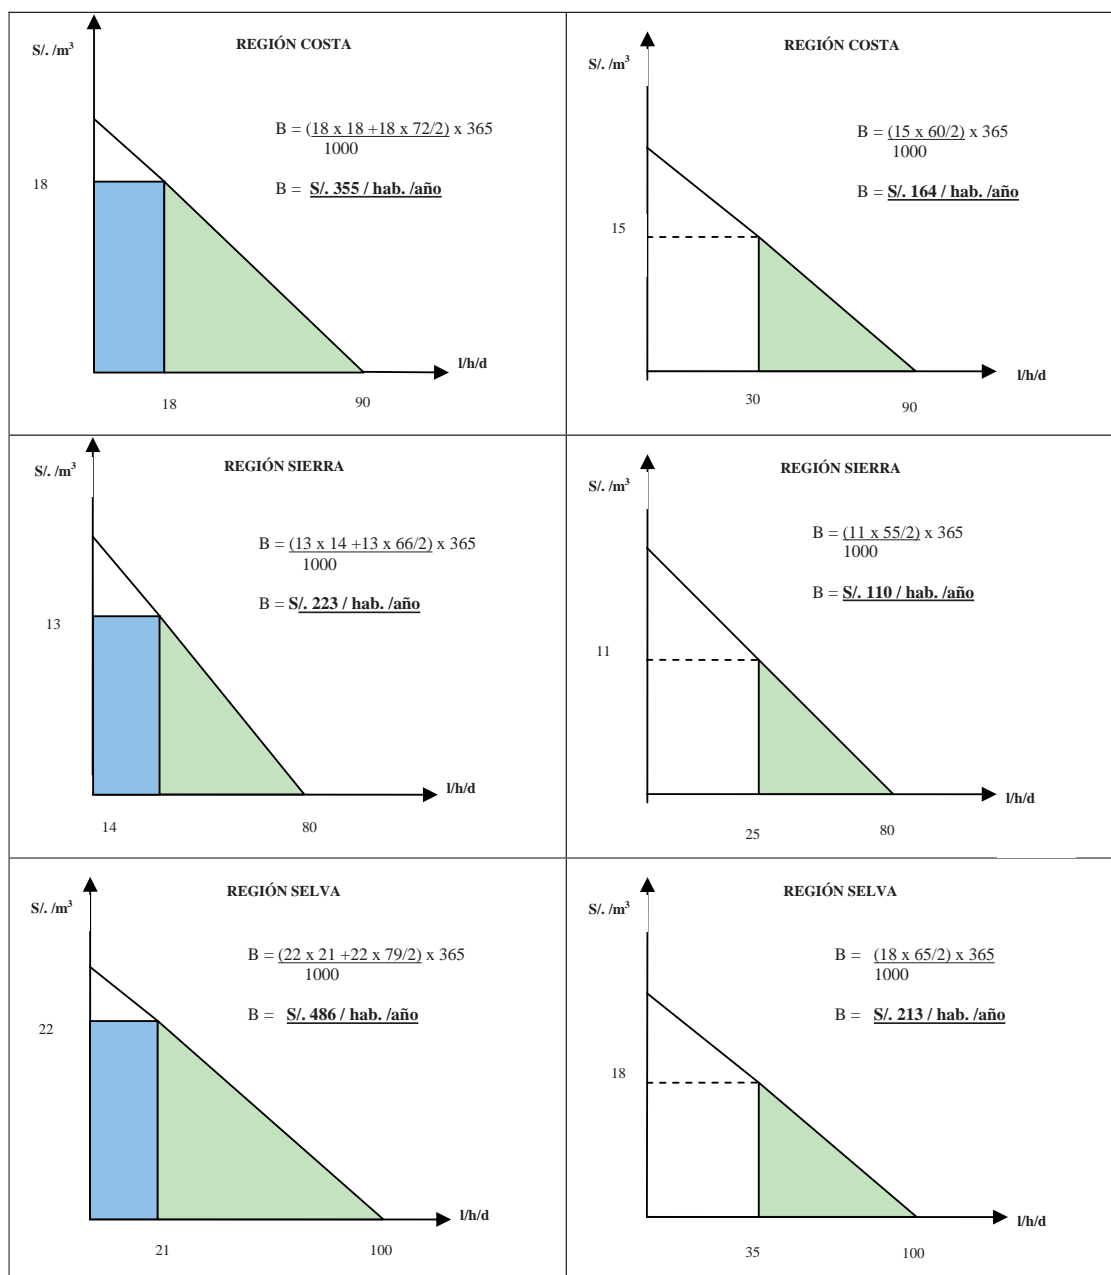 S/. /m³
REGIÓN COSTA
B = (18 x 18 +18 x 72/2) x 365
1000
B = S/. 355 / hab. /año
18
l/h/d
18
90
S/. /m³
REGIÓN COSTA
B = (15 x 60/2) x 365
1000
B = S/. 164 / hab. /año
15
l/h/d
30
90
S/. /m³
REGIÓN SIERRA
B = (13 x 14 +13 x 66/2) x 365
1000
B = S/. 223 / hab. /año
13
l/h/d
14
80
S/. /m³
REGIÓN SIERRA
B = (11 x 55/2) x 365
1000
B = S/. 110 / hab. /año
11
l/h/d
25
80
S/. /m³
REGIÓN SELVA
B = (22 x 21 +22 x 79/2) x 365
1000
B = S/. 486 / hab. /año
22
l/h/d
21
100
S/. /m³
REGIÓN SELVA
B = (18 x 65/2) x 365
1000
B = S/. 213 / hab. /año
18
l/h/d
35
100